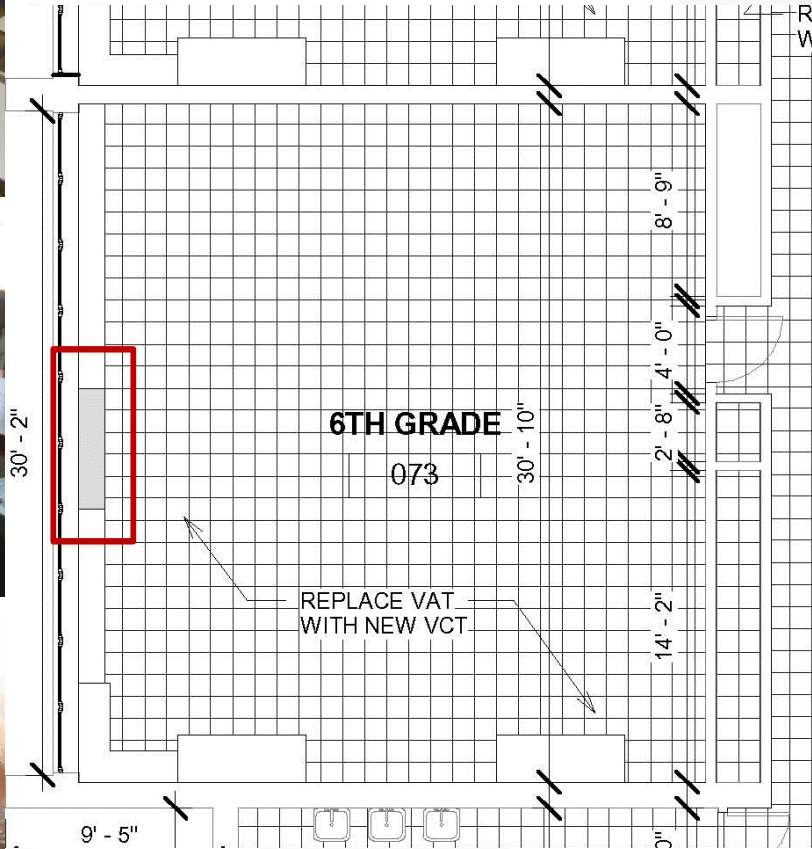 R
W
8' - 9"
4' - 0"
2' - 8"
30' - 2"
6TH GRADE
073
30' - 10"
REPLACE VAT
WITH NEW VCT
14' - 2"
9' - 5"
0"